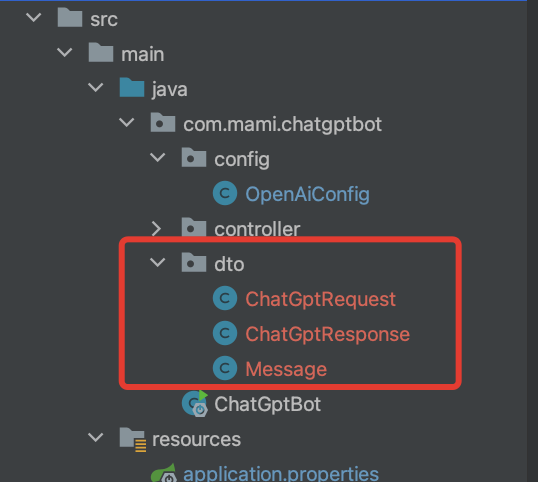 src
main
java
com.mami.chatgptbot
config
C OpenAiConfig
controller
dto
C ChatGptRequest
C ChatGptResponse
C Message
ChatGptBot
resources
application.properties